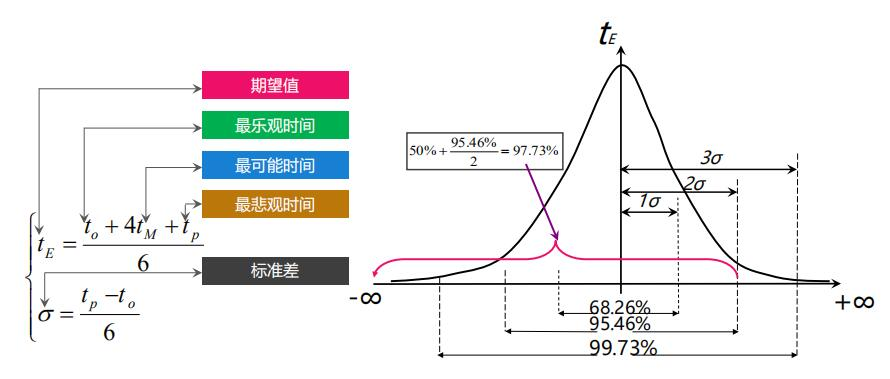 期望值
最乐观时间
最可能时间
最悲观时间
标准差
t_E = (t_o + 4t_M + t_p) / 6
σ = (t_p − t_o) / 6
t_E
50% + 95.46% / 2 = 97.73%
3σ
2σ
1σ
-∞
+∞
68.26%
95.46%
99.73%